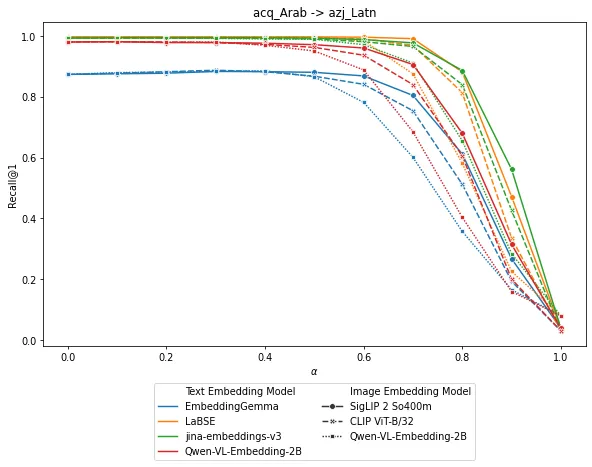 acq_Arab -> azj_Latn
Recall@1
1.0
0.8
0.6
0.4
0.2
0.0
0.0 0.2 0.4 0.6 0.8 1.0
α
Text Embedding Model
EmbeddingGemma
LaBSE
jina-embeddings-v3
Qwen-VL-Embedding-2B
Image Embedding Model
SigLIP 2 So400m
CLIP ViT-B/32
Qwen-VL-Embedding-2B